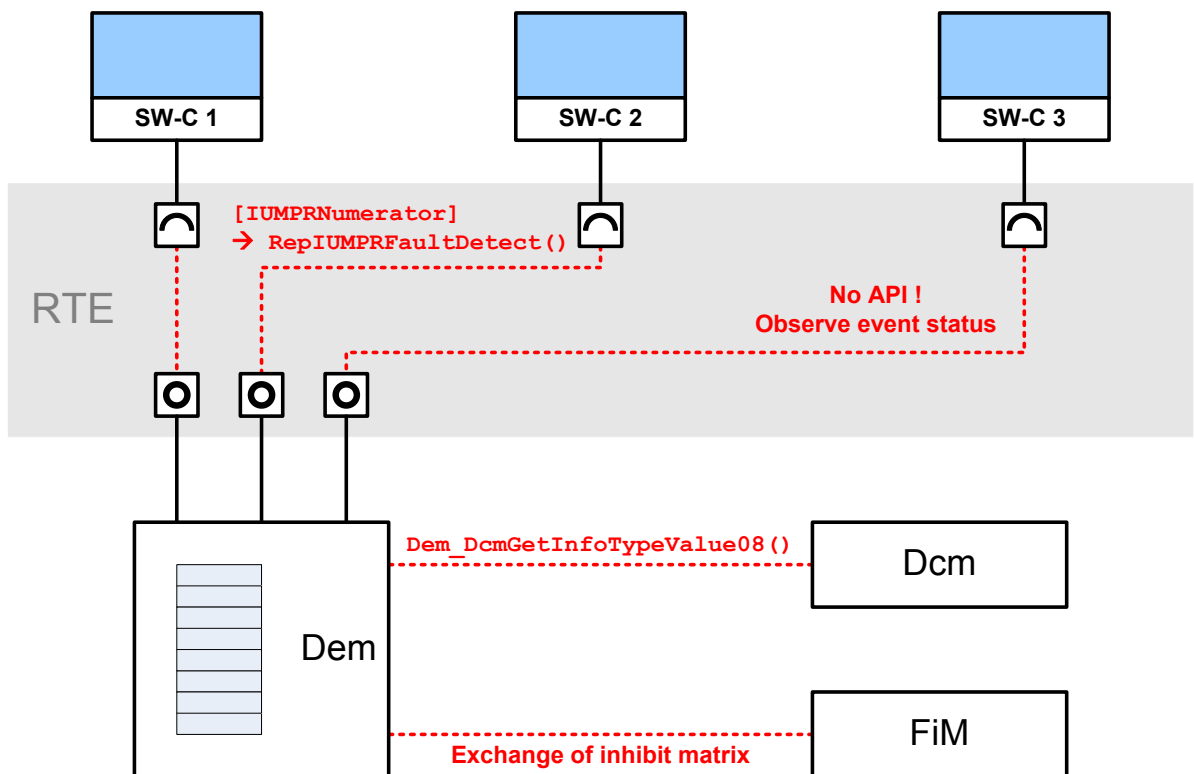 SW-C 1
SW-C 2
SW-C 3
[IUMPRNumerator]
→ RepIUMPRFaultDetect()
RTE
No API !
Observe event status
Dem_DcmGetInfoTypeValue08()
Dcm
Dem
FiM
Exchange of inhibit matrix